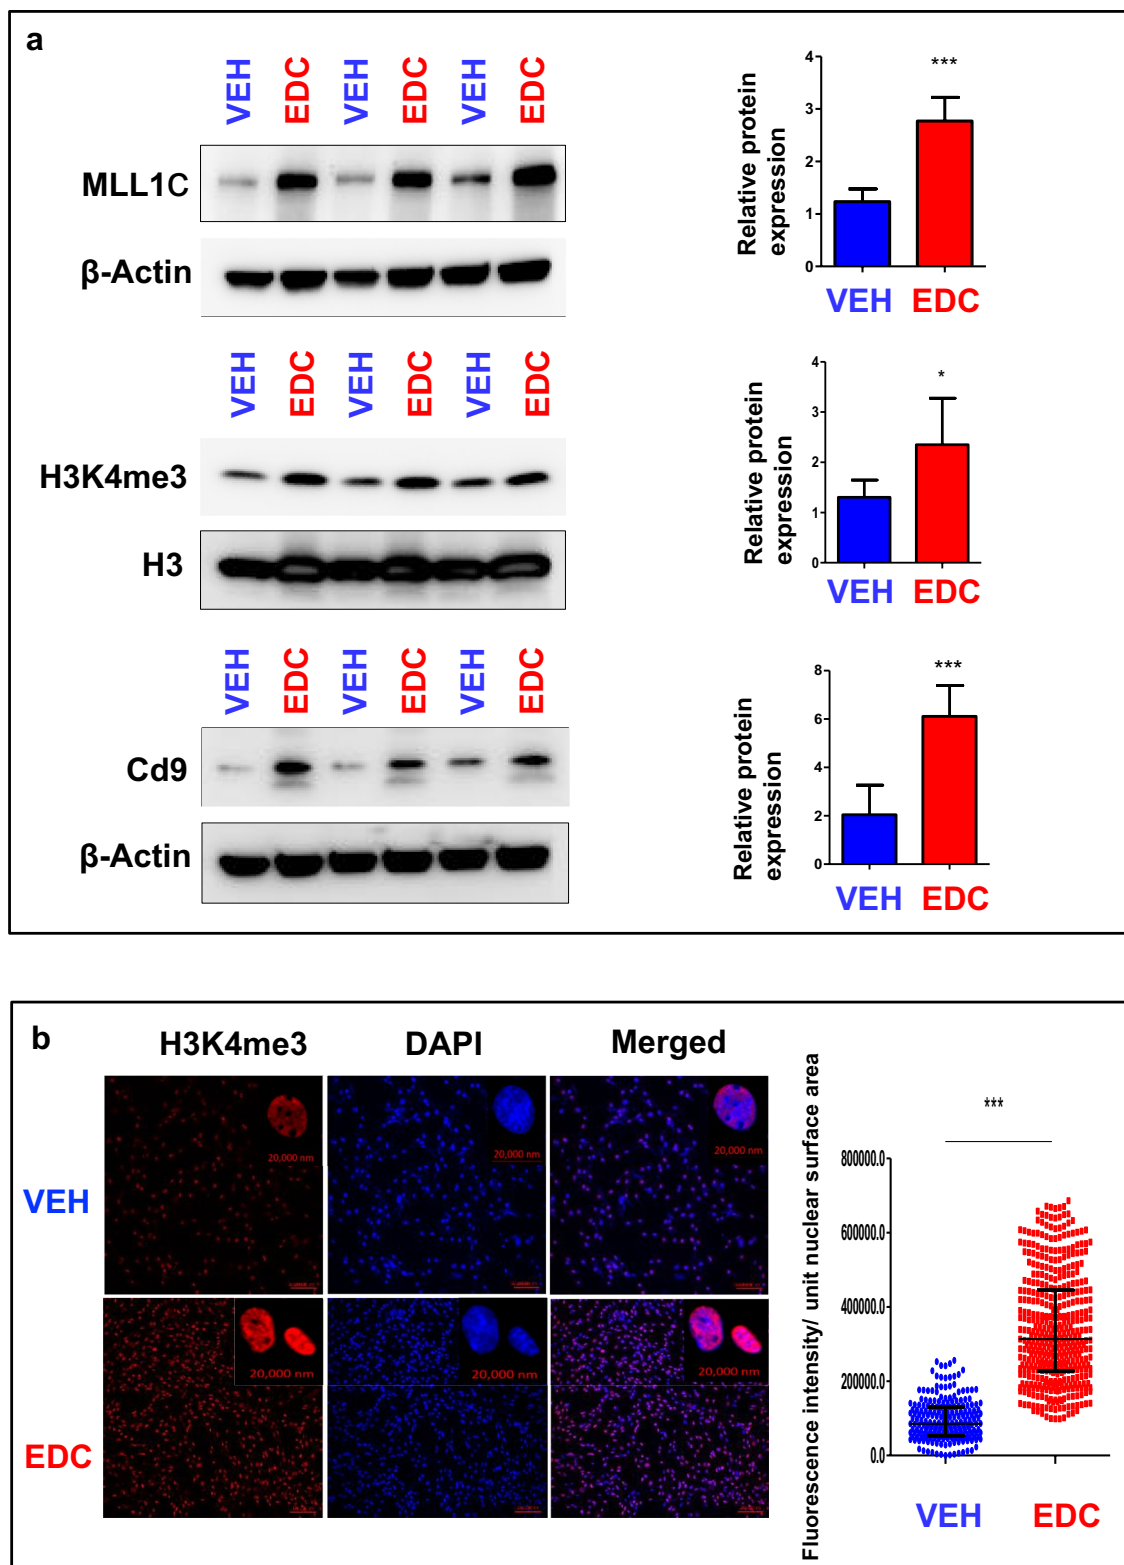 a
VEH EDC VEH EDC VEH EDC
MLL1C
β-Actin
Relative protein
expression
4
3
2
1
0
***
VEH EDC
VEH EDC VEH EDC VEH EDC
H3K4me3
H3
Relative protein
expression
4
3
2
1
0
*
VEH EDC
VEH EDC VEH EDC VEH EDC
Cd9
β-Actin
Relative protein
expression
8
6
4
2
0
***
VEH EDC
b
H3K4me3 DAPI Merged
VEH
20,000 nm 20,000 nm 20,000 nm
EDC
20,000 nm 20,000 nm 20,000 nm
Fluorescence intensity/ unit nuclear surface area
***
800000.0
600000.0
400000.0
200000.0
0.0
VEH EDC